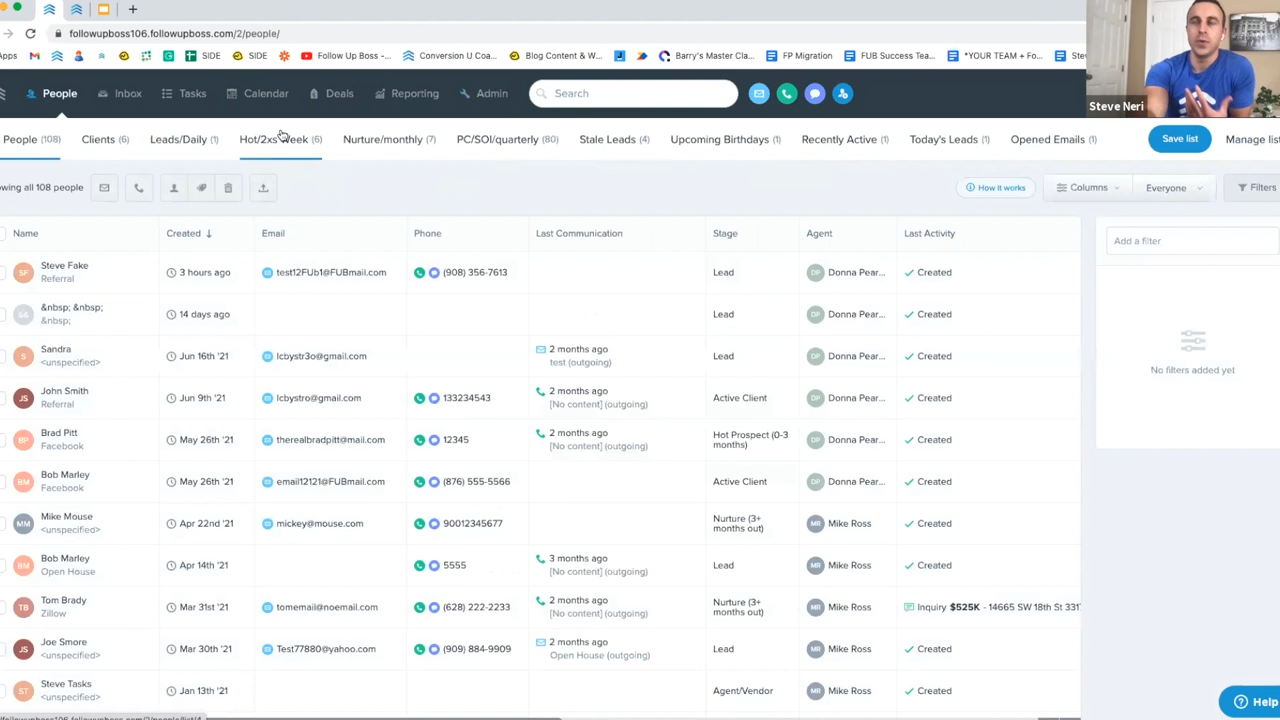 followupboss106.followupboss.com/2/people/
Apps SIDE SIDE Follow Up Boss - Conversion U Coa... Blog Content & W... Barry's Master Cla... FP Migration FUB Success Tea... *YOUR TEAM + Fo...
People Inbox Tasks Calendar Deals Reporting Admin Search
Steve Neri
People (108) Clients (6) Leads/Daily (1) Hot/2xs week (6) Nurture/monthly (7) PC/SOI/quarterly (80) Stale Leads (4) Upcoming Birthdays (1) Recently Active (1) Today's Leads (1) Opened Emails (1) Save list Manage list
wing all 108 people How it works Columns Everyone Filters
Name Created ↓ Email Phone Last Communication Stage Agent Last Activity
Add a filter
No filters added yet
SF Steve Fake 3 hours ago test12FUb1@FUBmail.com (908) 356-7613 Lead DP Donna Pear... Created
Referral
&nbsp; &nbsp; 14 days ago Lead DP Donna Pear... Created
&nbsp;
S Sandra Jun 16th '21 lcbystr3o@gmail.com 2 months ago Lead DP Donna Pear... Created
<unspecified> test (outgoing)
JS John Smith Jun 9th '21 lcbystro@gmail.com 133234543 2 months ago Active Client DP Donna Pear... Created
Referral [No content] (outgoing)
BP Brad Pitt May 26th '21 therealbradpitt@mail.com 12345 2 months ago Hot Prospect (0-3 DP Donna Pear... Created
Facebook [No content] (outgoing) months)
BM Bob Marley May 26th '21 email12121@FUBmail.com (876) 555-5566 Active Client DP Donna Pear... Created
Facebook
MM Mike Mouse Apr 22nd '21 mickey@mouse.com 90012345677 Nurture (3+ MR Mike Ross Created
<unspecified> months out)
BM Bob Marley Apr 14th '21 5555 3 months ago Lead MR Mike Ross Created
Open House [No content] (outgoing)
TB Tom Brady Mar 31st '21 tomemail@noemail.com (628) 222-2233 2 months ago Nurture (3+ MR Mike Ross Inquiry $525K - 14665 SW 18th St 331
Zillow [No content] (outgoing) months out)
JS Joe Smore Mar 30th '21 Test77880@yahoo.com (909) 884-9909 2 months ago Lead MR Mike Ross Created
<unspecified> Open House (outgoing)
ST Steve Tasks Jan 13th '21 Agent/Vendor MR Mike Ross Created
<unspecified>
Help